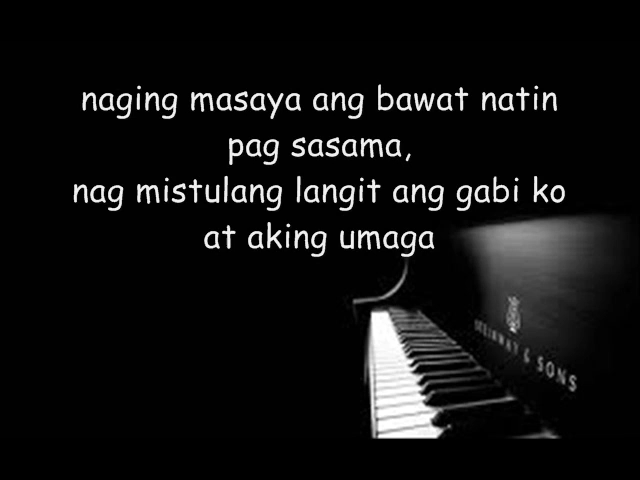 naging masaya ang bawat natin
pag sasama,
nag mistulang langit ang gabi ko
at aking umaga
STEINWAY & SONS